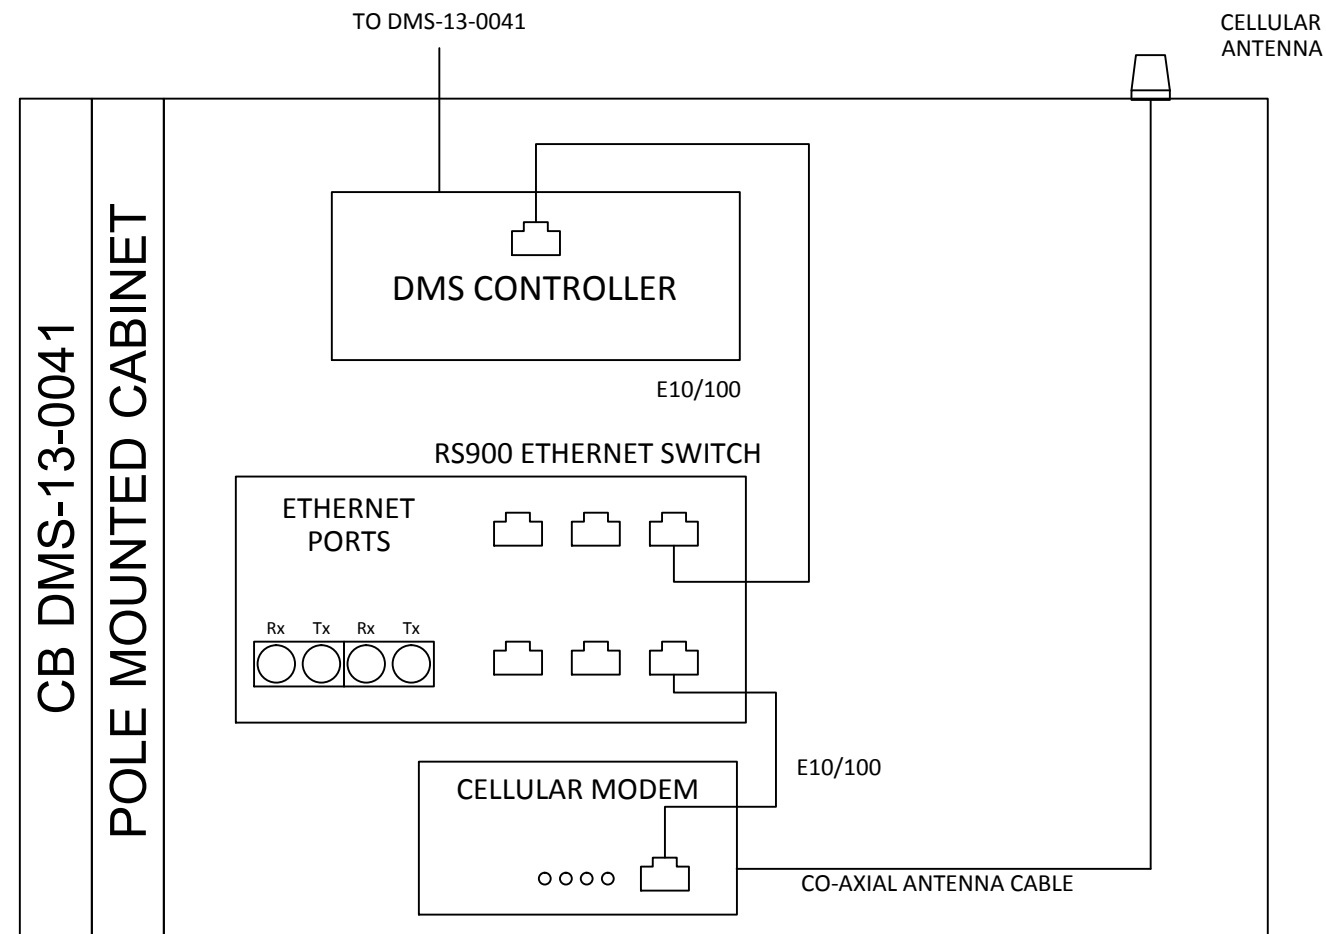 TO DMS-13-0041
CELLULAR
ANTENNA
CB DMS-13-0041
POLE MOUNTED CABINET
DMS CONTROLLER
E10/100
RS900 ETHERNET SWITCH
ETHERNET
PORTS
Rx Tx Rx Tx
CELLULAR MODEM
E10/100
CO-AXIAL ANTENNA CABLE